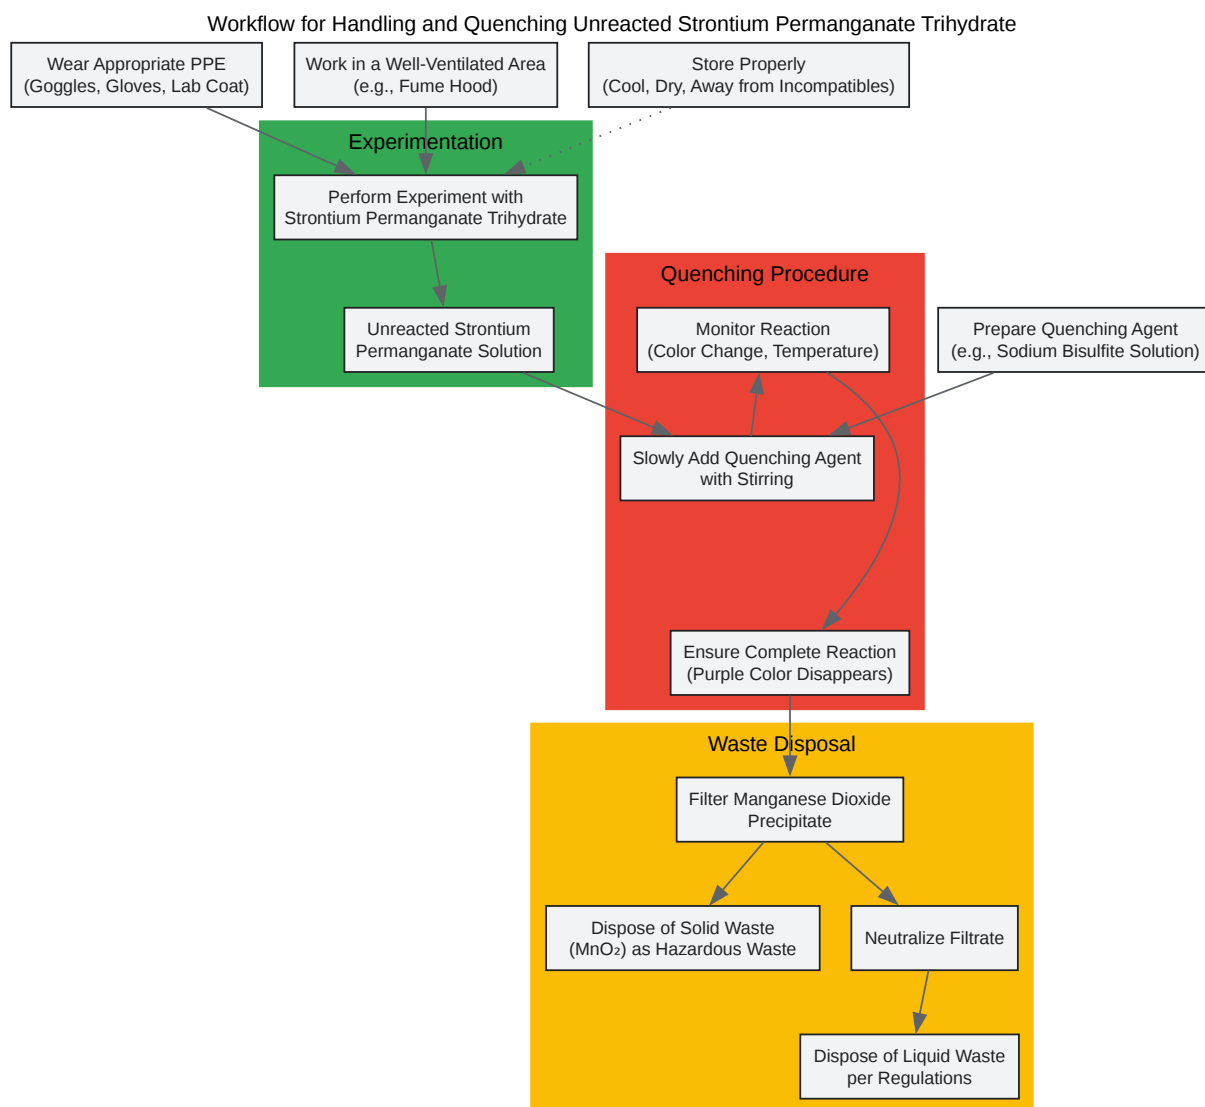 Workflow for Handling and Quenching Unreacted Strontium Permanganate Trihydrate
Wear Appropriate PPE
(Goggles, Gloves, Lab Coat)
Work in a Well-Ventilated Area
(e.g., Fume Hood)
Store Properly
(Cool, Dry, Away from Incompatibles)
Experimentation
Perform Experiment with
Strontium Permanganate Trihydrate
Unreacted Strontium
Permanganate Solution
Quenching Procedure
Monitor Reaction
(Color Change, Temperature)
Prepare Quenching Agent
(e.g., Sodium Bisulfite Solution)
Slowly Add Quenching Agent
with Stirring
Ensure Complete Reaction
(Purple Color Disappears)
Waste Disposal
Filter Manganese Dioxide
Precipitate
Dispose of Solid Waste
(MnO₂) as Hazardous Waste
Neutralize Filtrate
Dispose of Liquid Waste
per Regulations